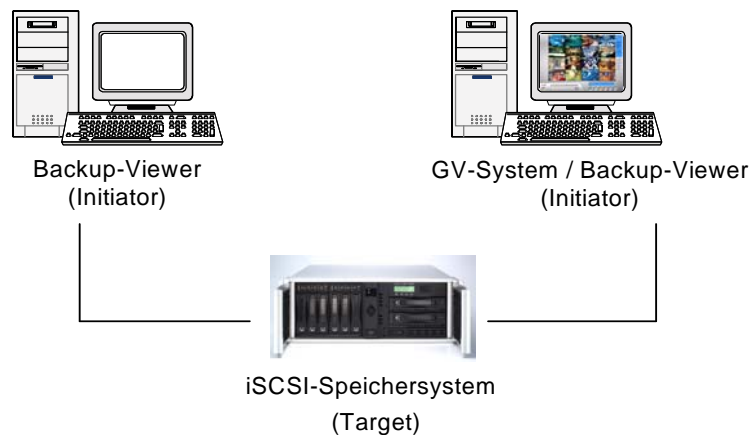 Backup-Viewer
(Initiator)
GV-System / Backup-Viewer
(Initiator)
iSCSI-Speichersystem
(Target)